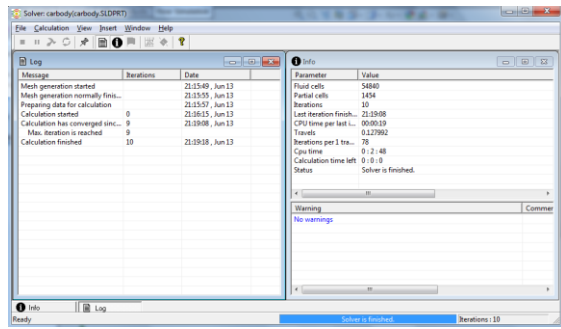 Solver: carbody(carbody.SLDPRT)
File Calculation View Insert Window Help
Log
Message Iterations Date
Mesh generation started 21:15:49 , Jun 13
Mesh generation normally finis... 21:15:55 , Jun 13
Preparing data for calculation 21:15:57 , Jun 13
Calculation started 0 21:16:15 , Jun 13
Calculation has converged sinc... 9 21:19:08 , Jun 13
Max. iteration is reached 9
Calculation finished 10 21:19:18 , Jun 13
Info
Parameter Value
Fluid cells 54840
Partial cells 1454
Iterations 10
Last iteration finish... 21:19:08
CPU time per last i... 00:00:19
Travels 0.127992
Iterations per 1 tra... 78
Cpu time 0 : 2 : 48
Calculation time left 0 : 0 : 0
Status Solver is finished.
Warning Commer
No warnings
Info Log
Ready Solver is finished. Iterations : 10